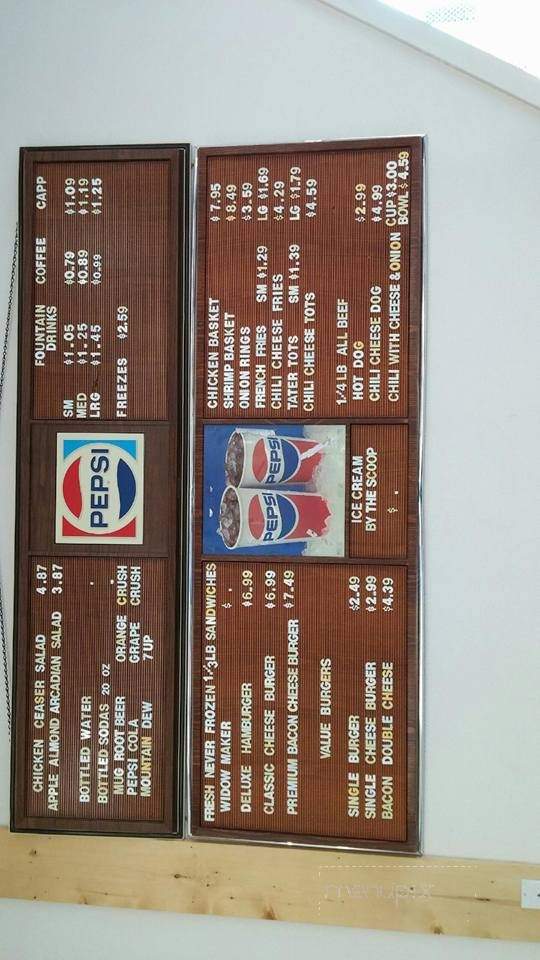 CHICKEN CEASER SALAD 4.87
APPLE ALMOND ARCADIAN SALAD 3.87
BOTTLED WATER .
BOTTLED SODAS 20 OZ
MUG ROOT BEER ORANGE CRUSH
PEPSI COLA GRAPE CRUSH
MOUNTAIN DEW 7 UP
PEPSI
FOUNTAIN DRINKS COFFEE CAPP
SM $1.05 $0.79 $1.09
MED $1.25 $0.89 $1.19
LRG $1.45 $0.99 $1.25
FREEZES $2.59
FRESH NEVER FROZEN 1/3LB SANDWICHES
WIDOW MAKER $ .
DELUXE HAMBURGER $6.99
CLASSIC CHEESE BURGER $6.99
PREMIUM BACON CHEESE BURGER $7.49
VALUE BURGERS
SINGLE BURGER $2.49
SINGLE CHEESE BURGER $2.99
BACON DOUBLE CHEESE $4.39
PEPSI
PEPSI
ICE CREAM
BY THE SCOOP
$ .
CHICKEN BASKET $7.95
SHRIMP BASKET $8.49
ONION RINGS $3.59
FRENCH FRIES SM $1.29 LG $1.69
CHILI CHEESE FRIES $4.29
TATER TOTS SM $1.39 LG $1.79
CHILI CHEESE TOTS $4.59
1/4 LB ALL BEEF
HOT DOG $2.99
CHILI CHEESE DOG $4.99
CHILI WITH CHEESE & ONION CUP $3.00
BOWL $4.59
menupix